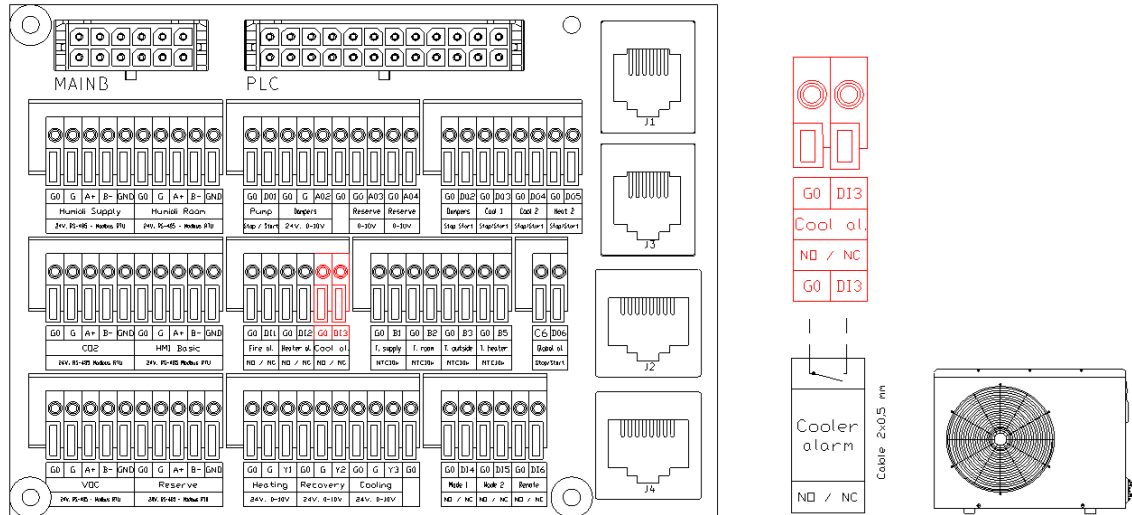 MAINB PLC
J1
G0 G A+ B- GND G0 G A+ B- GND G0 DO1 G0 G AO2 G0 G0 AO3 G0 AO4 G0 DO2 G0 DO3 G0 DO4 G0 DO5
Humidi Supply Humidi Room Pump Dampers Reserve Reserve Dampers Cool 1 Cool 2 Heat 2
24V, RS-485 - Modbus RTU 24V, RS-485 - Modbus RTU Stop / Start 24V, 0-10V 0-10V 0-10V Stop Start Stop/Start Stop/Start Stop/Start
J3
G0 G A+ B- GND G0 G A+ B- GND G0 DI1 G0 DI2 G0 DI3 G0 B1 G0 B2 G0 B3 G0 B5 C6 DO6
CO2 HMI Basic Fire al. Heater al. Cool al. T. supply T. room T. outside T. heater Global al
24V, RS-485 Modbus RTU 24V, RS-485 - Modbus RTU NO / NC NO / NC NO / NC NTC10k NTC10k NTC10k NTC10k Stop/Start
J2
G0 G A+ B- GND G0 G A+ B- GND G0 G Y1 G0 G Y2 G0 G Y3 G0 G0 DI4 G0 DI5 G0 DI6
VOC Reserve Heating Recovery Cooling Mode 1 Mode 2 Remote
24V, RS-485 - Modbus RTU 24V, RS-485 - Modbus RTU 24V, 0-10V 24V, 0-10V 24V, 0-10V NO / NC NO / NC NO / NC
J4
G0 DI3
Cool al.
NO / NC
G0 DI3
Cooler
alarm
NO / NC
Cable 2x0,5 mm